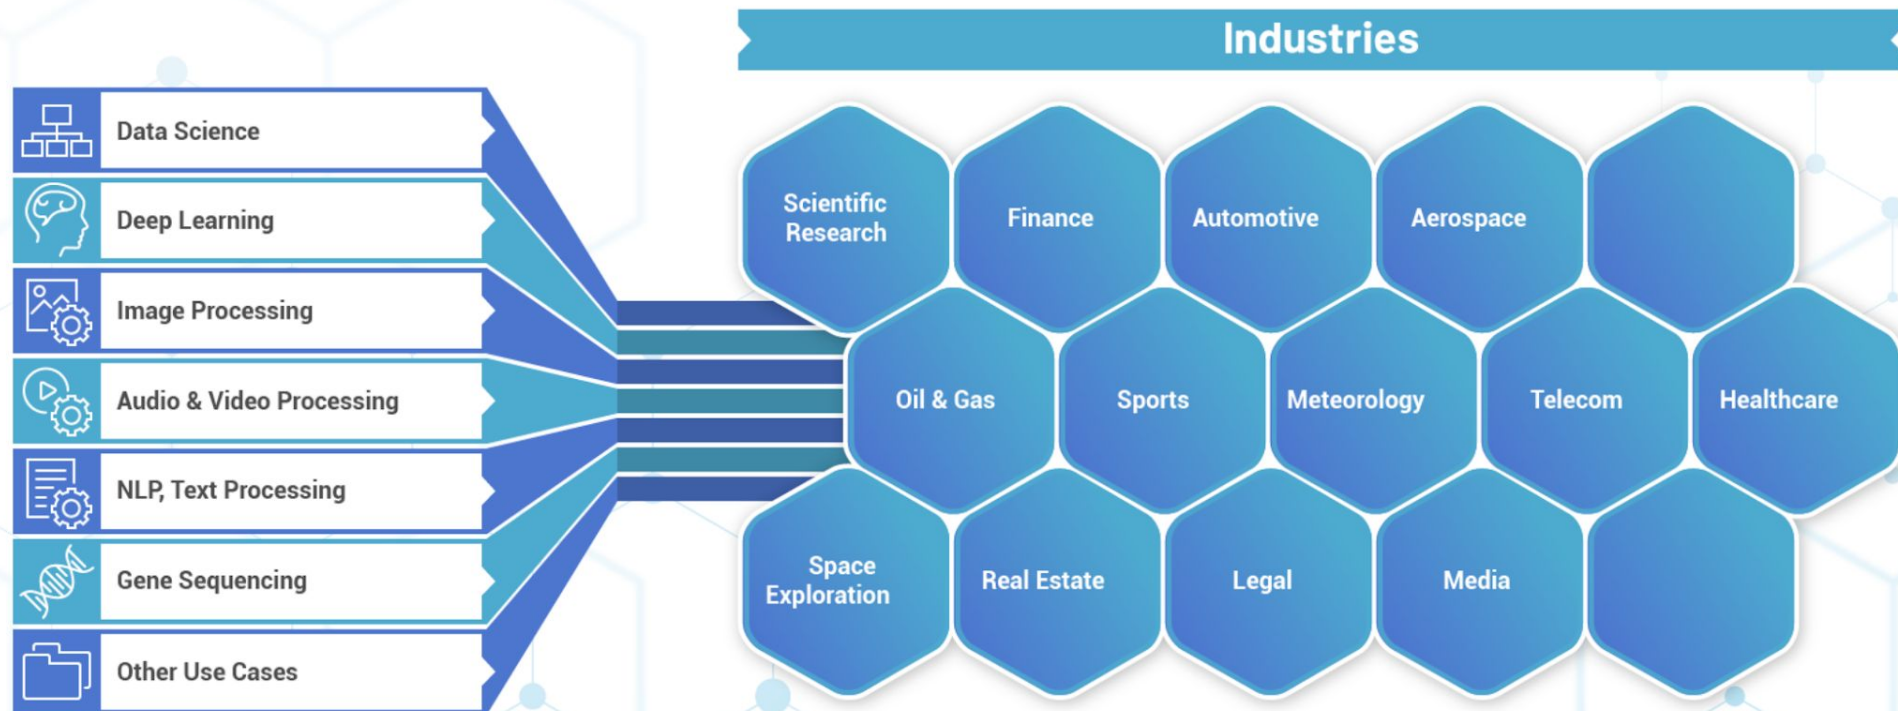 Industries
Data Science
Deep Learning
Image Processing
Audio & Video Processing
NLP, Text Processing
Gene Sequencing
Other Use Cases
Scientific
Research
Finance
Automotive
Aerospace
Oil & Gas
Sports
Meteorology
Telecom
Healthcare
Space
Exploration
Real Estate
Legal
Media